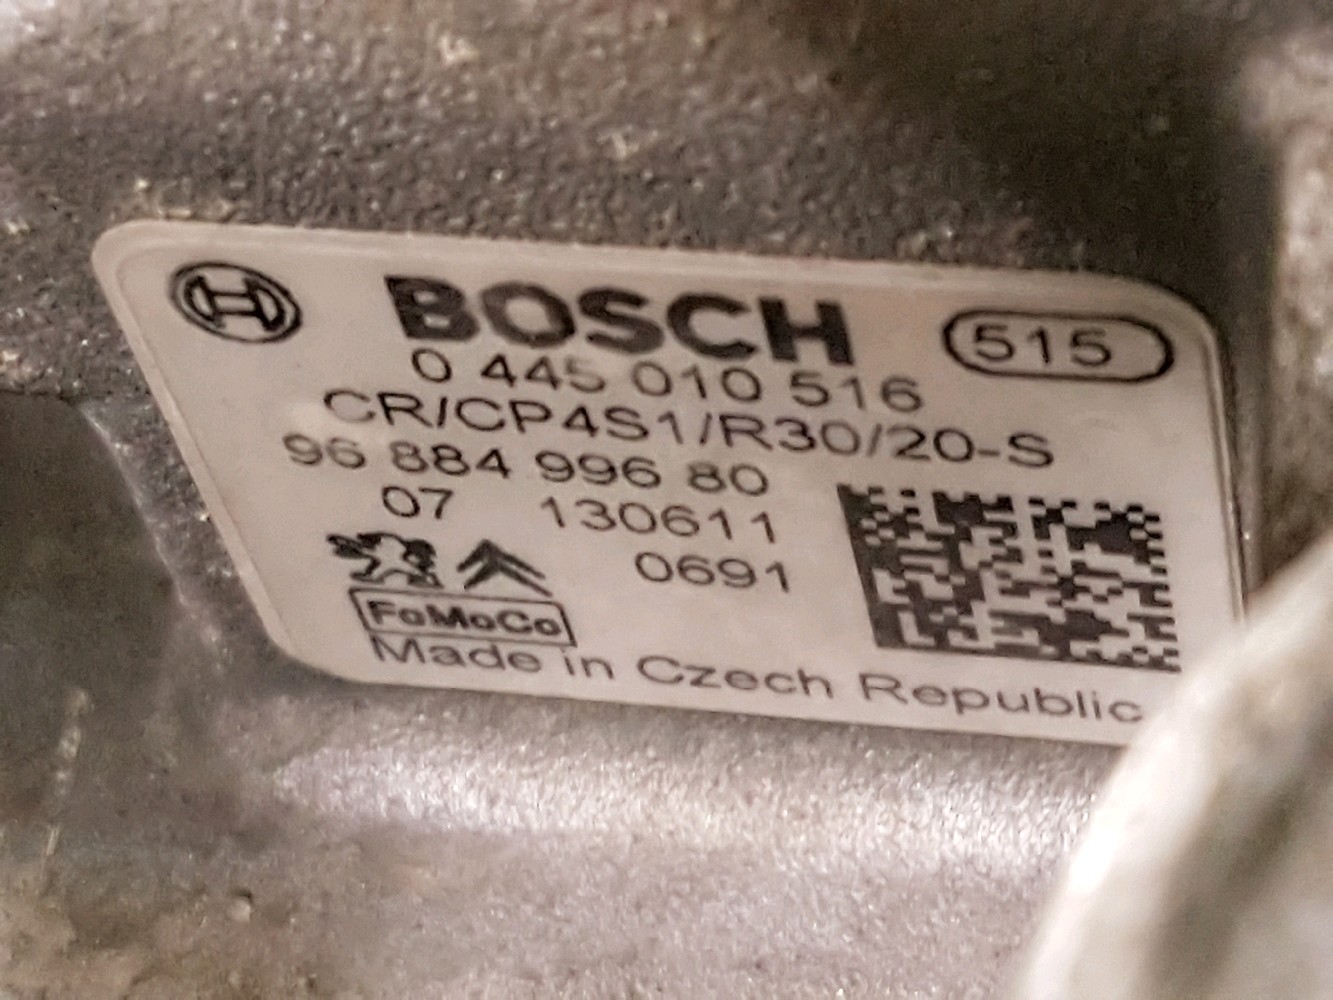 BOSCH
515
0 445 010 516
CR/CP4S1/R30/20-S
96 884 996 80
07 130611
0691
FoMoCo
Made in Czech Republic